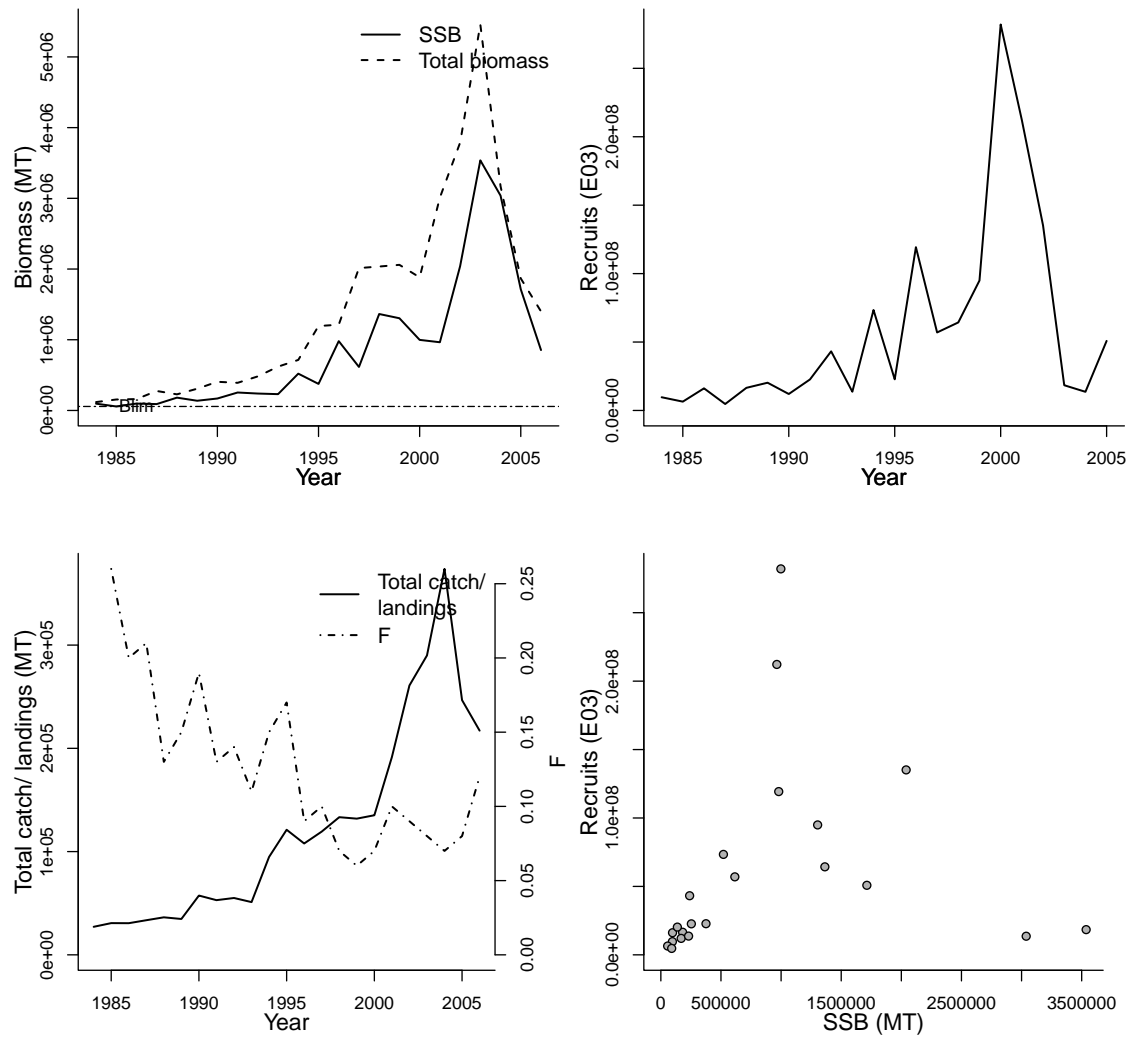 SSB
Total biomass
Biomass (MT)
0e+00
1e+06
2e+06
3e+06
4e+06
5e+06
Blim
1985
1990
1995
2000
2005
Year
Recruits (E03)
0.0e+00
1.0e+08
2.0e+08
1985
1990
1995
2000
2005
Year
Total catch/
landings
F
Total catch/ landings (MT)
0e+00
1e+05
2e+05
3e+05
0.00
0.05
0.10
0.15
0.20
0.25
F
1985
1990
1995
2000
2005
Year
Recruits (E03)
0.0e+00
1.0e+08
2.0e+08
0
500000
1500000
2500000
3500000
SSB (MT)